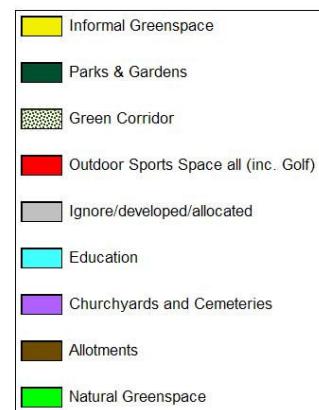 Informal Greenspace
Parks & Gardens
Green Corridor
Outdoor Sports Space all (inc. Golf)
Ignore/developed/allocated
Education
Churchyards and Cemeteries
Allotments
Natural Greenspace